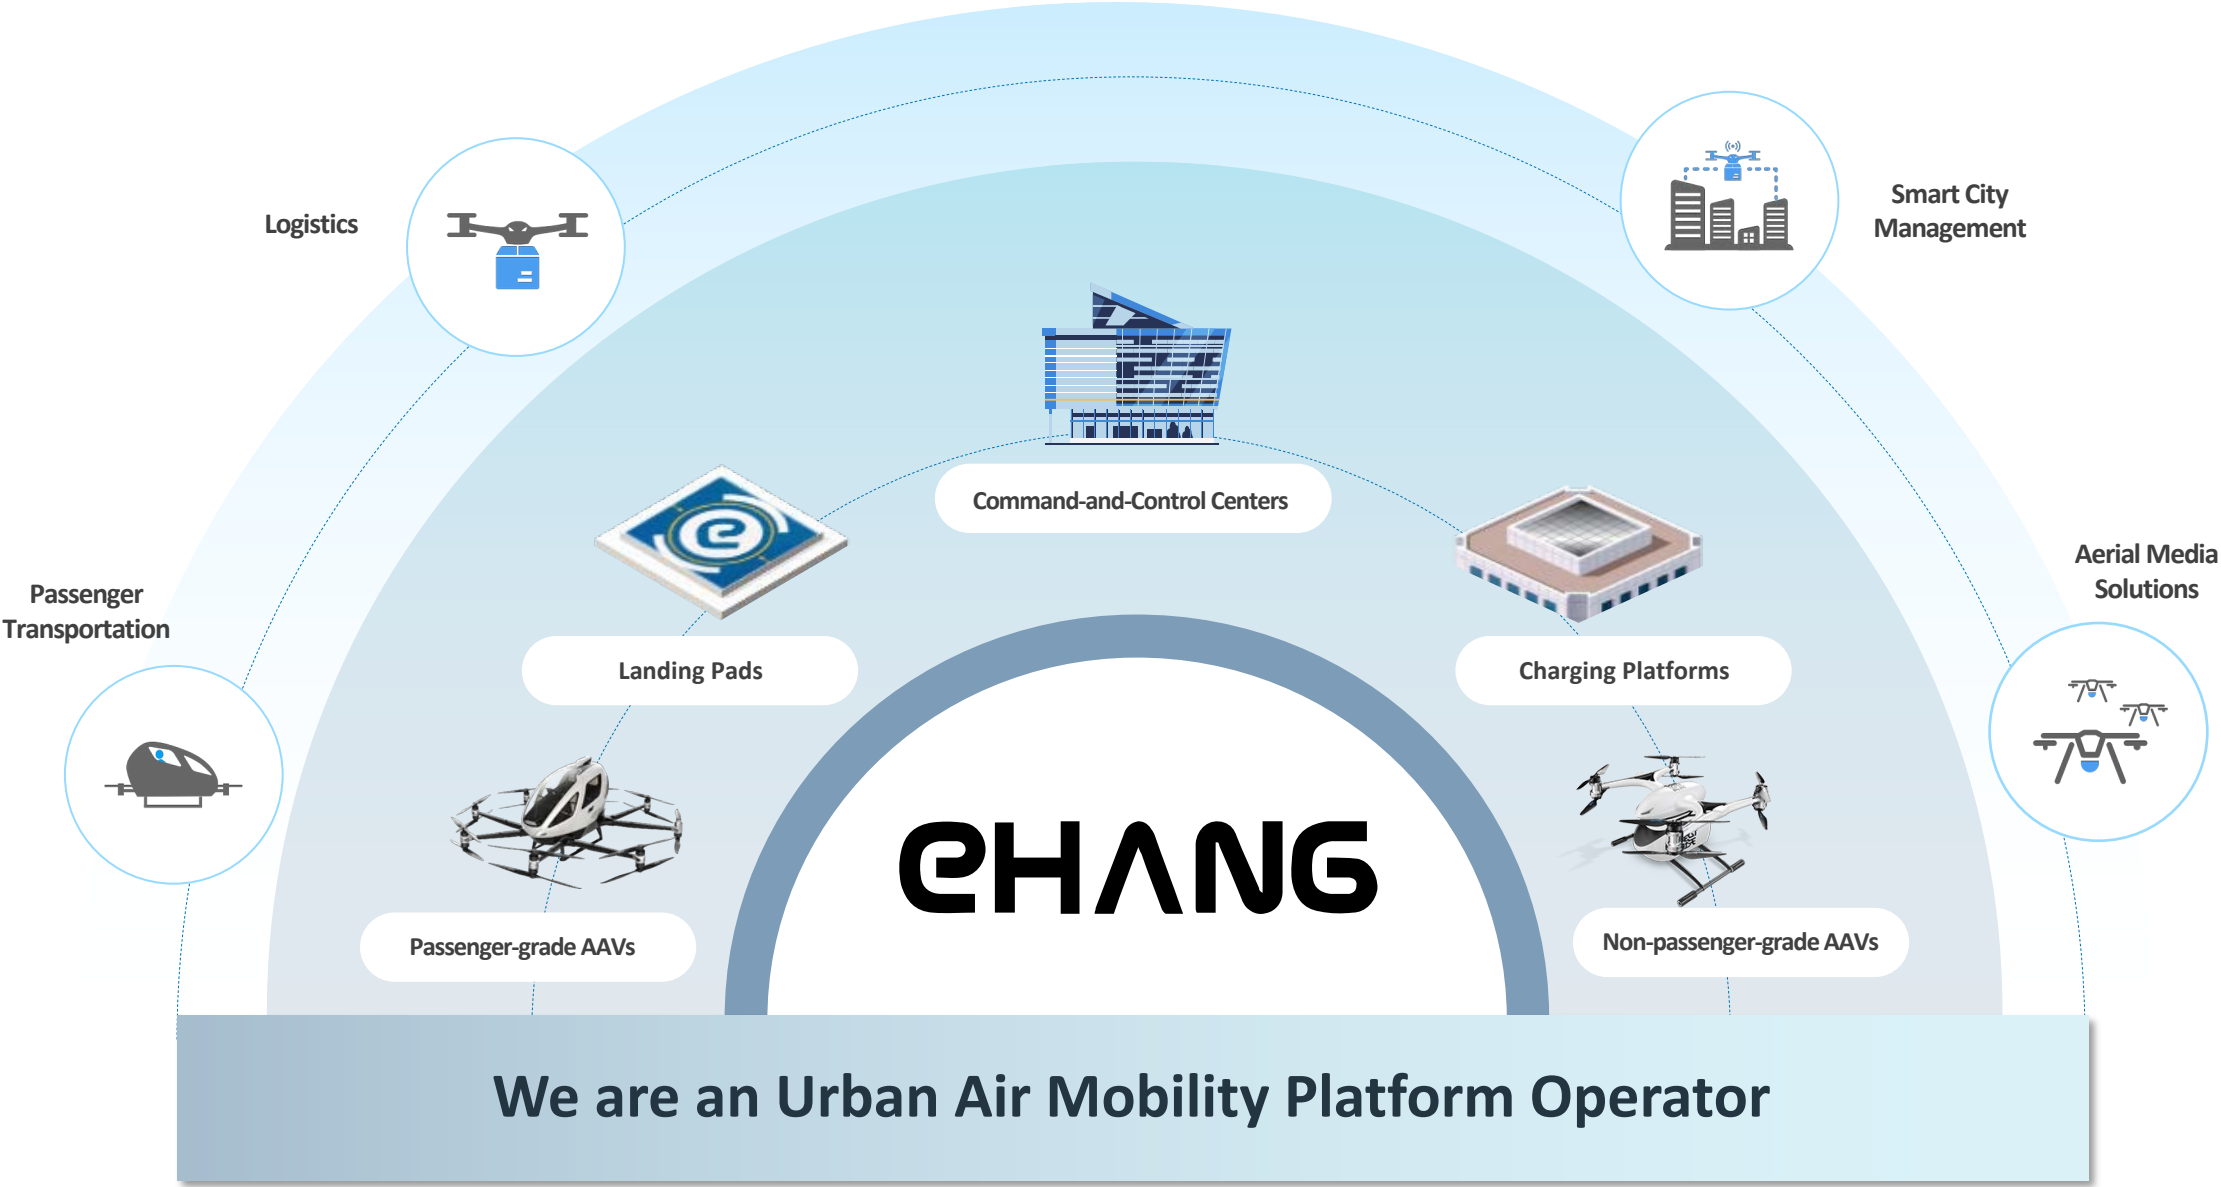 Logistics
Smart City
Management
Command-and-Control Centers
Aerial Media
Solutions
Passenger
Transportation
Landing Pads
Charging Platforms
eHANG
Passenger-grade AAVs
Non-passenger-grade AAVs
We are an Urban Air Mobility Platform Operator